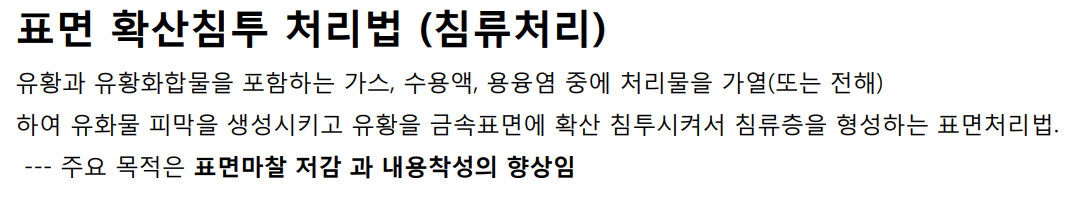 표면 확산침투 처리법 (침류처리)
유황과 유황화합물을 포함하는 가스, 수용액, 용융염 중에 처리물을 가열(또는 전해)
하여 유화물 피막을 생성시키고 유황을 금속표면에 확산 침투시켜서 침류층을 형성하는 표면처리법.
--- 주요 목적은 표면마찰 저감 과 내용착성의 향상임